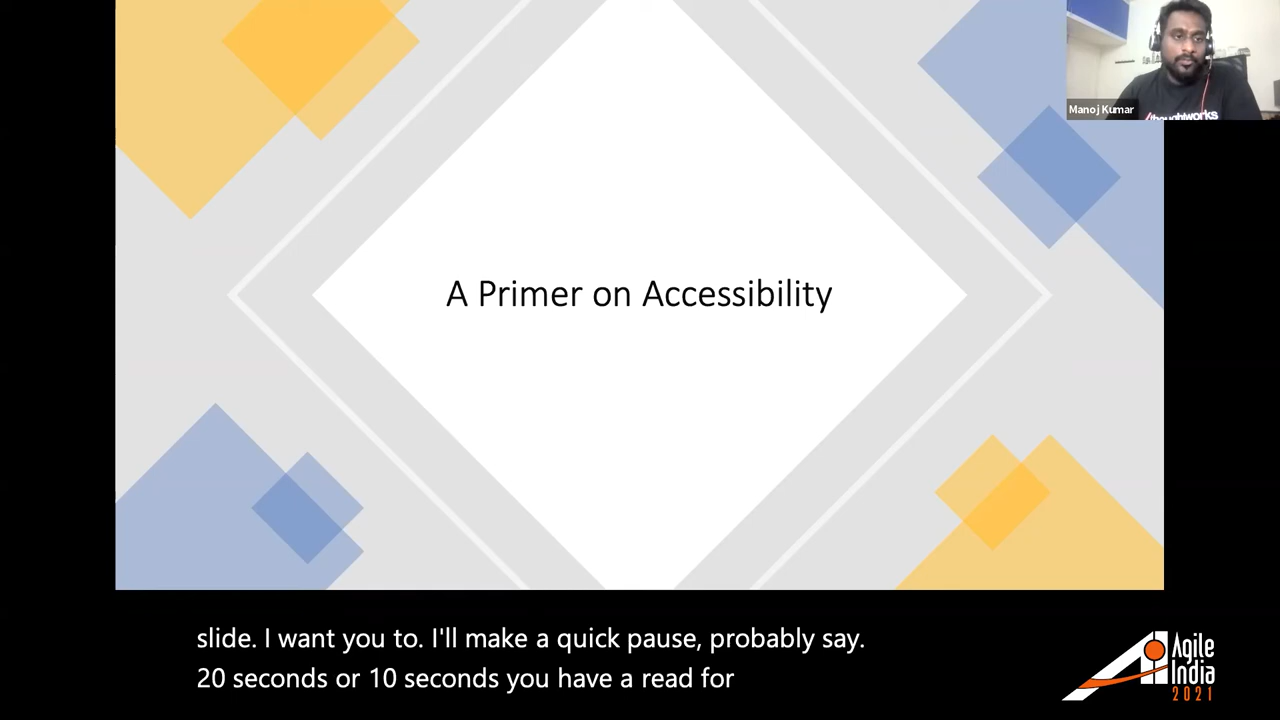 Manoj Kumar
/thoughtworks
A Primer on Accessibility
slide. I want you to. I'll make a quick pause, probably say.
20 seconds or 10 seconds you have a read for
Agile
India
2021